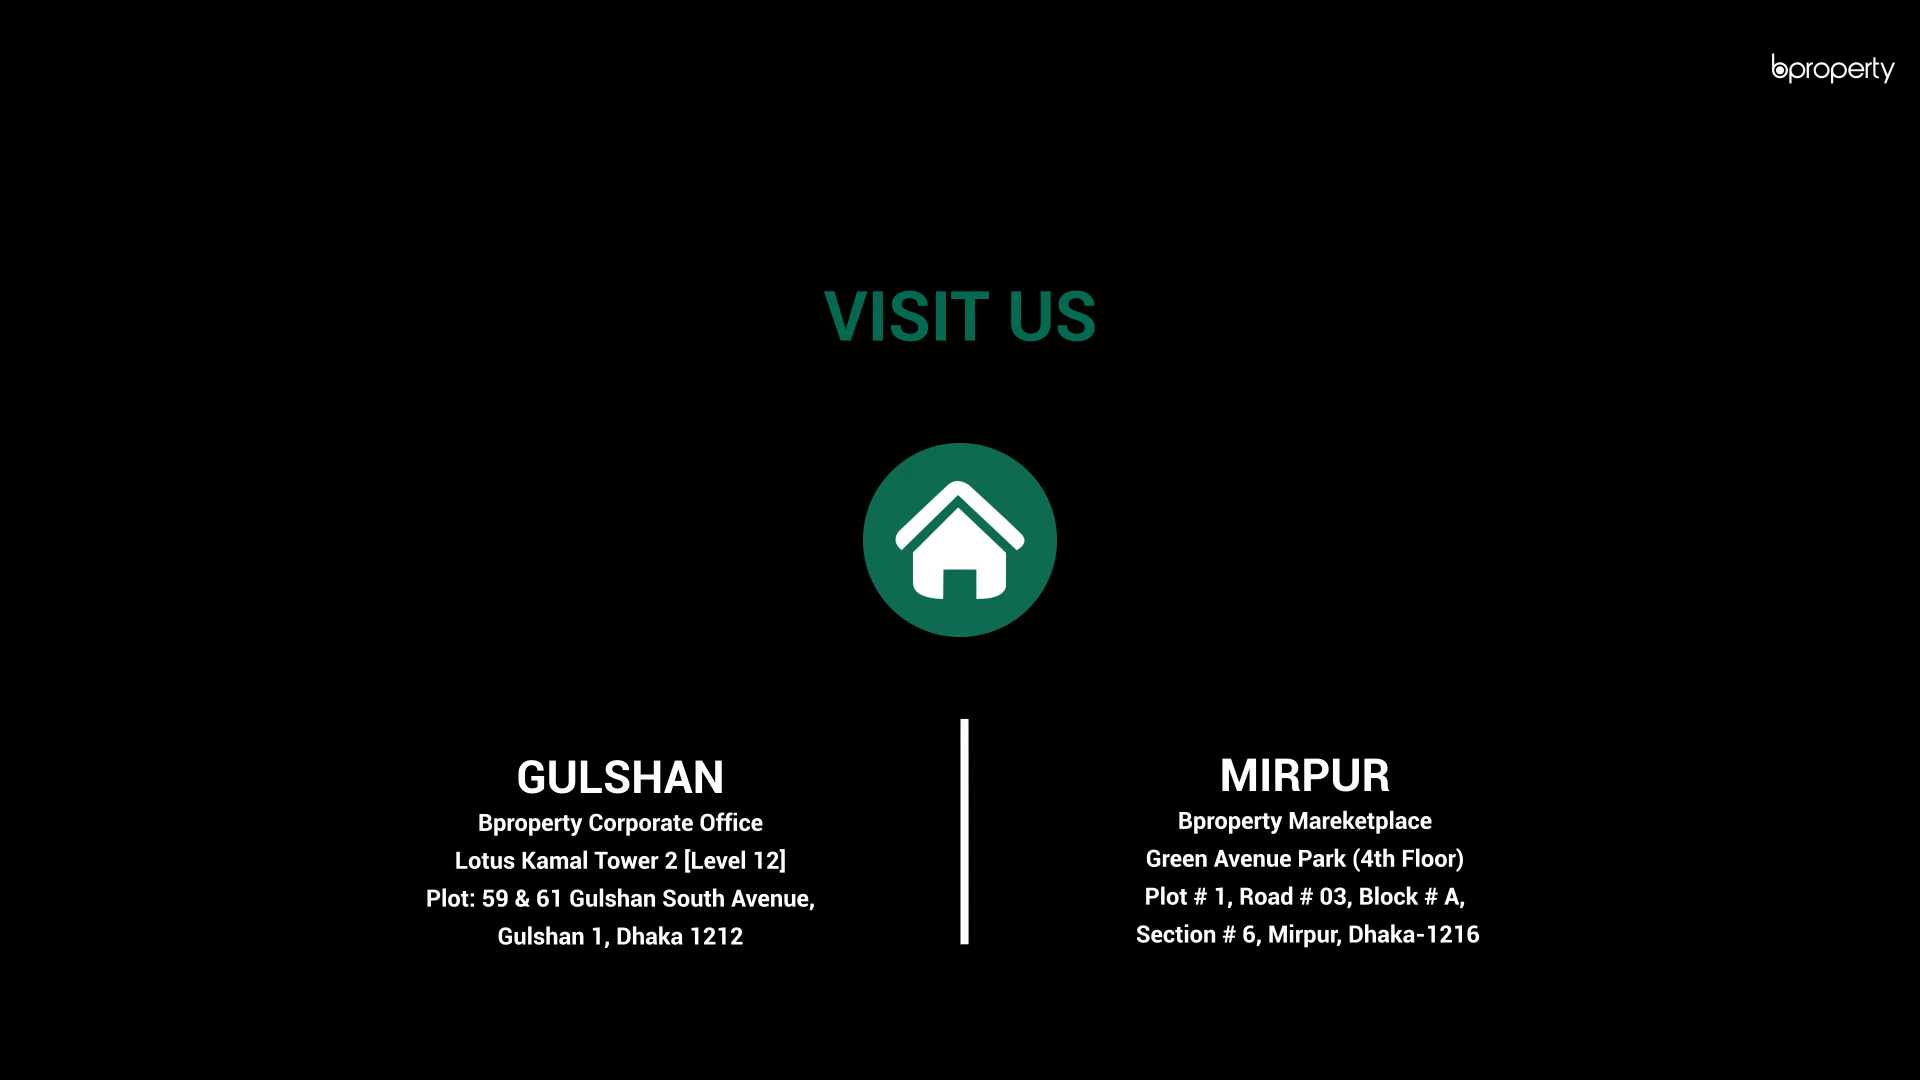 bproperty
VISIT US
GULSHAN
Bproperty Corporate Office
Lotus Kamal Tower 2 [Level 12]
Plot: 59 & 61 Gulshan South Avenue,
Gulshan 1, Dhaka 1212
MIRPUR
Bproperty Mareketplace
Green Avenue Park (4th Floor)
Plot # 1, Road # 03, Block # A,
Section # 6, Mirpur, Dhaka-1216